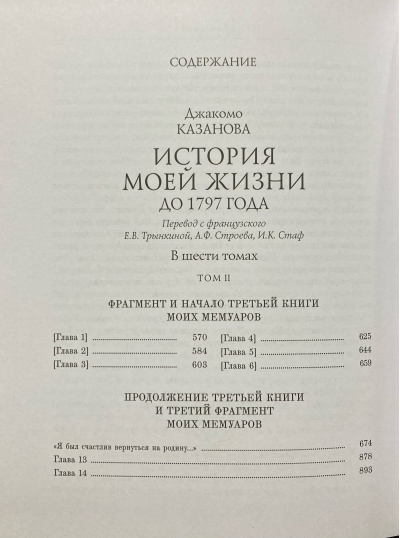 СОДЕРЖАНИЕ
Джакомо
КАЗАНОВА
ИСТОРИЯ
МОЕЙ ЖИЗНИ
ДО 1797 ГОДА
Перевод с французского
Е.В. Трынкиной, А.Ф. Строева, И.К. Стаф
В шести томах
ТОМ II
ФРАГМЕНТ И НАЧАЛО ТРЕТЬЕЙ КНИГИ
МОИХ МЕМУАРОВ
[Глава 1] 570
[Глава 2] 584
[Глава 3] 603
[Глава 4] 625
[Глава 5] 644
[Глава 6] 659
ПРОДОЛЖЕНИЕ ТРЕТЬЕЙ КНИГИ
И ТРЕТИЙ ФРАГМЕНТ
МОИХ МЕМУАРОВ
«Я был счастлив вернуться на родину...» 674
Глава 13 878
Глава 14 893